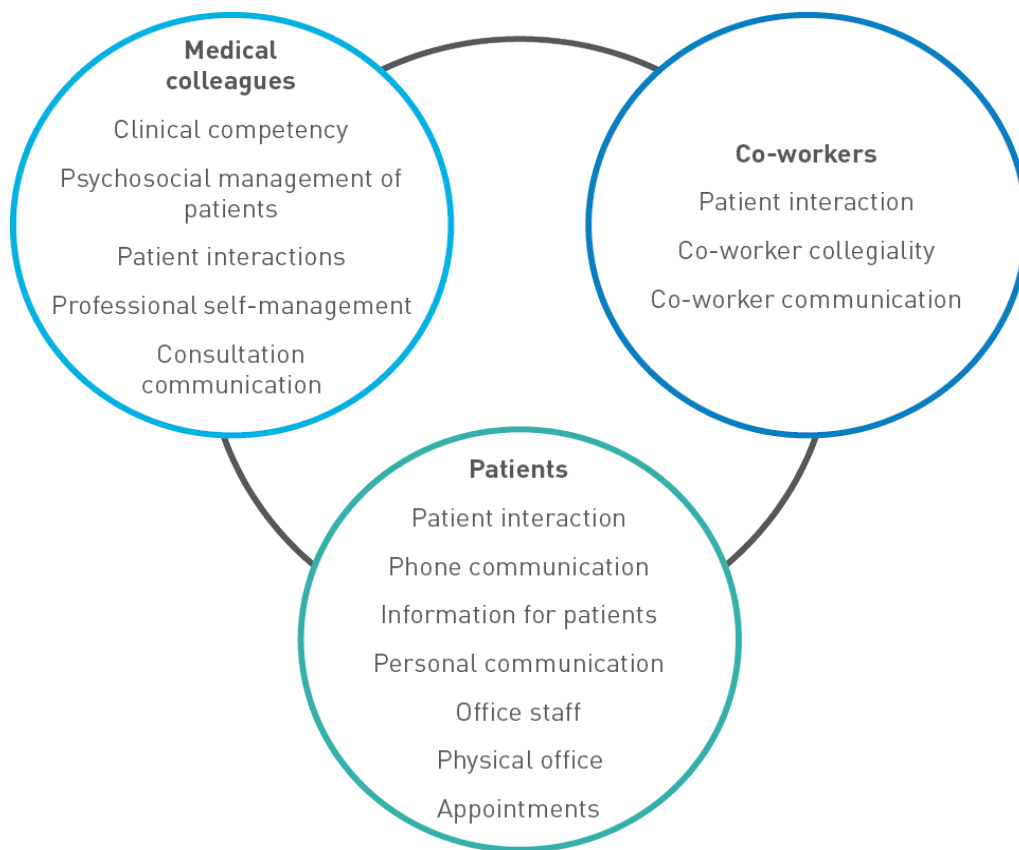 Medical
colleagues
Clinical competency
Psychosocial management of
patients
Patient interactions
Professional self-management
Consultation
communication
Co-workers
Patient interaction
Co-worker collegiality
Co-worker communication
Patients
Patient interaction
Phone communication
Information for patients
Personal communication
Office staff
Physical office
Appointments